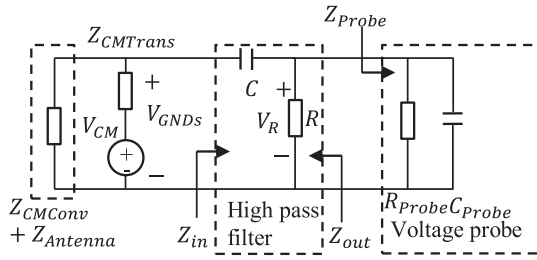 Z_Probe
Z_CMTrans
C
+
+
V_CM
V_GNDs
V_R
R
+
-
−
−
Z_CMConv
+ Z_Antenna
Z_in
High pass
filter
Z_out
R_Probe C_Probe
Voltage probe